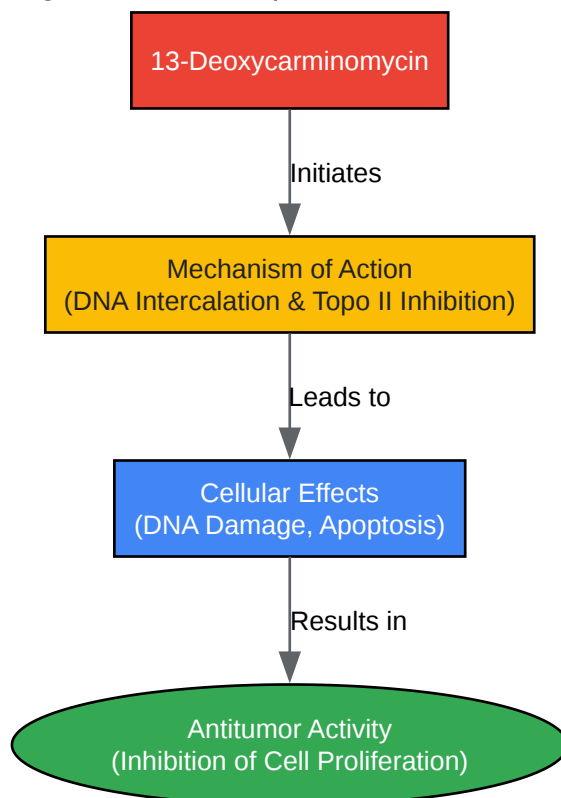 13-Deoxycarminomycin
Initiates
Mechanism of Action
(DNA Intercalation & Topo II Inhibition)
Leads to
Cellular Effects
(DNA Damage, Apoptosis)
Results in
Antitumor Activity
(Inhibition of Cell Proliferation)